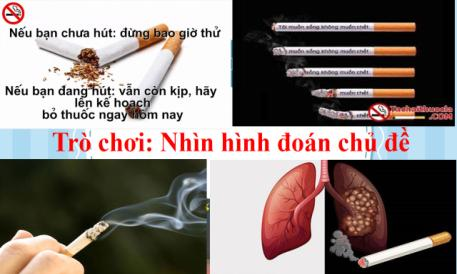 Nếu bạn chưa hút: đừng bao giờ thử
Nếu bạn đang hút: vẫn còn kịp, hãy
lên kế hoạch
bỏ thuốc ngay hôm nay
Tôi muốn sống không muốn chết
muốn sống không muốn chết
sống không muốn chết
muốn chết
chết
.COM
Trò chơi: Nhìn hình đoán chủ đề